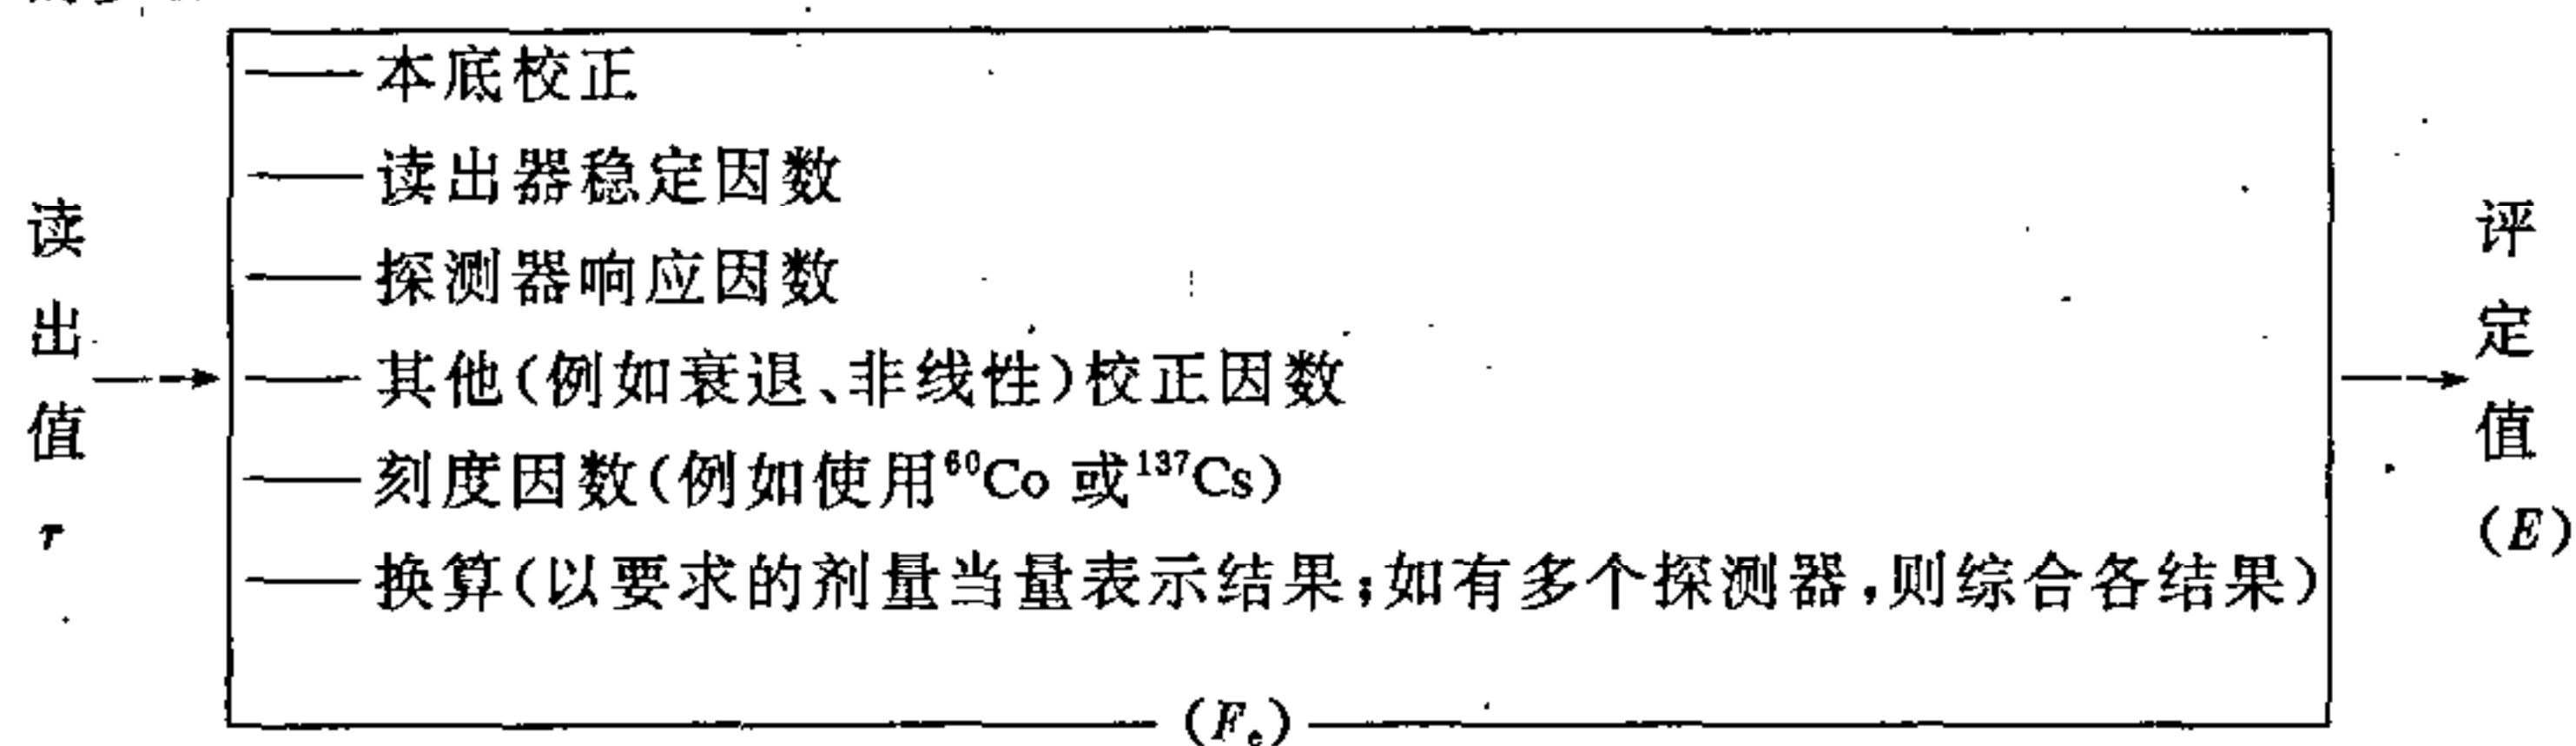 读出值 r
——本底校正
——读出器稳定因数
——探测器响应因数
——其他(例如衰退、非线性)校正因数
——刻度因数(例如使用⁶⁰Co 或¹³⁷Cs)
——换算(以要求的剂量当量表示结果;如有多个探测器,则综合各结果)
(Fₑ)
评定值(E)